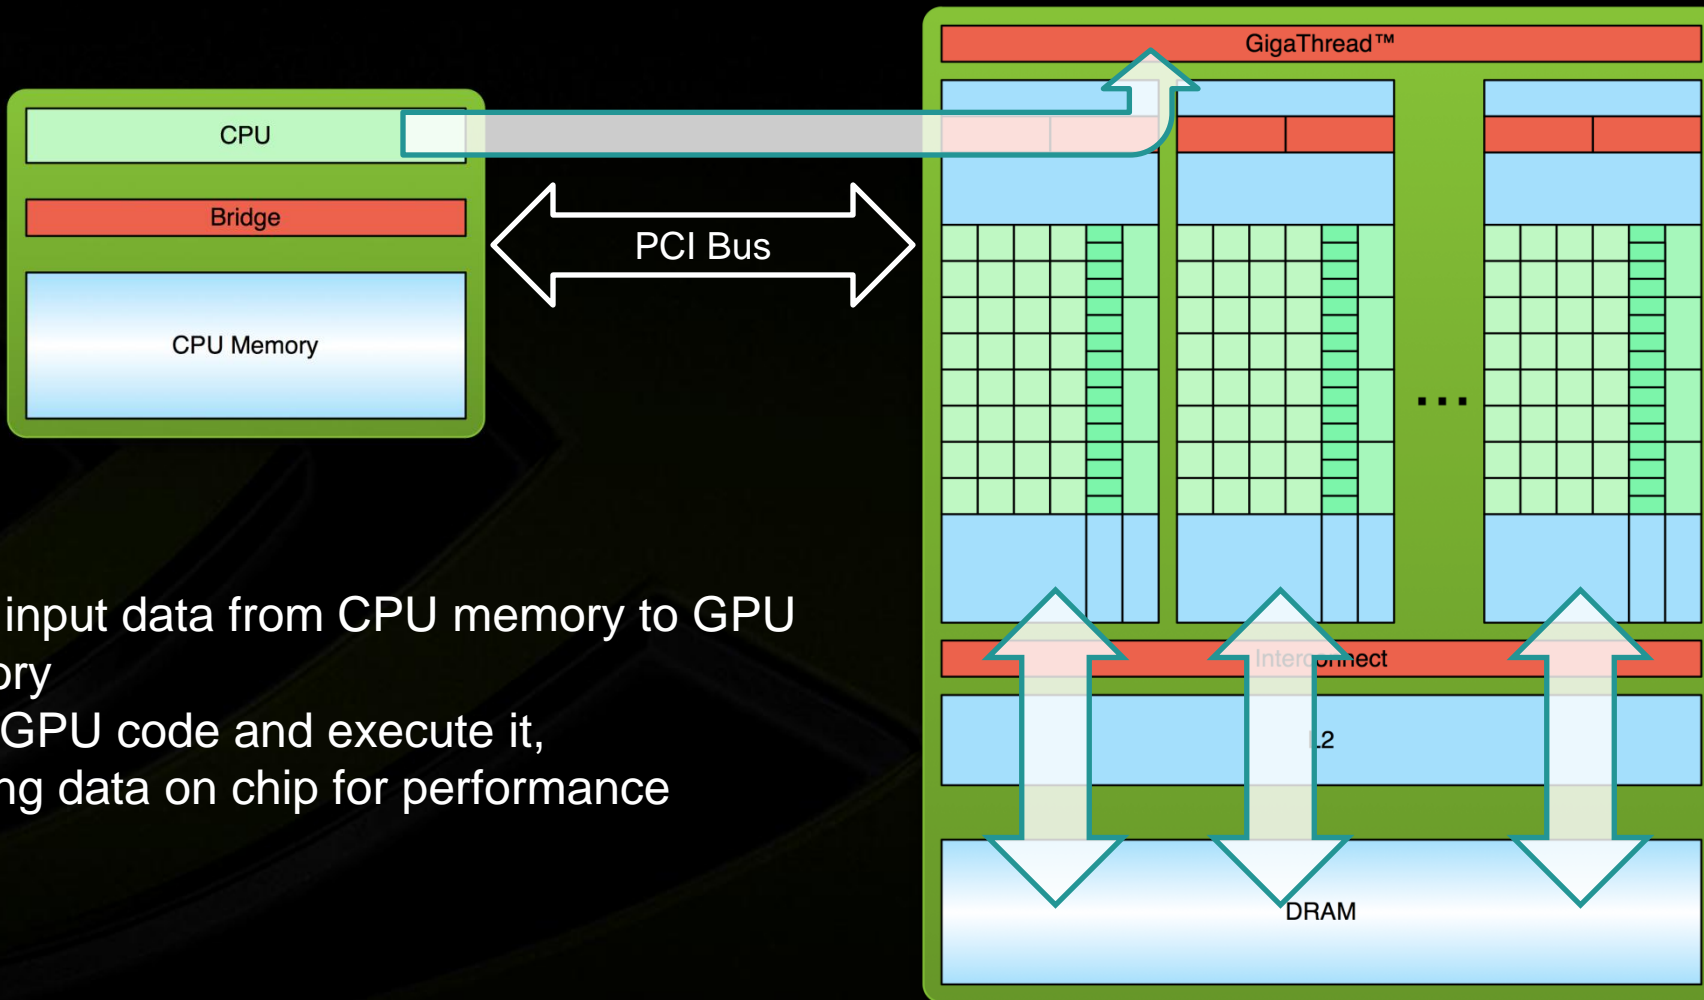 GigaThread™
CPU
Bridge
PCI Bus
CPU Memory
...
input data from CPU memory to GPU
ory
GPU code and execute it,
ng data on chip for performance
Interconnect
L2
DRAM